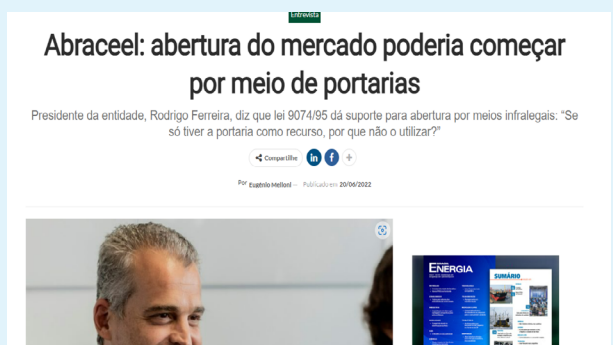 Entrevista
Abraceel: abertura do mercado poderia começar
por meio de portarias
Presidente da entidade, Rodrigo Ferreira, diz que lei 9074/95 dá suporte para abertura por meios infralegais: “Se
só tiver a portaria como recurso, por que não o utilizar?”
Compartilhe
Por Eugênio Melloni — Publicado em 20/06/2022
ENERGIA
SUMÁRIO